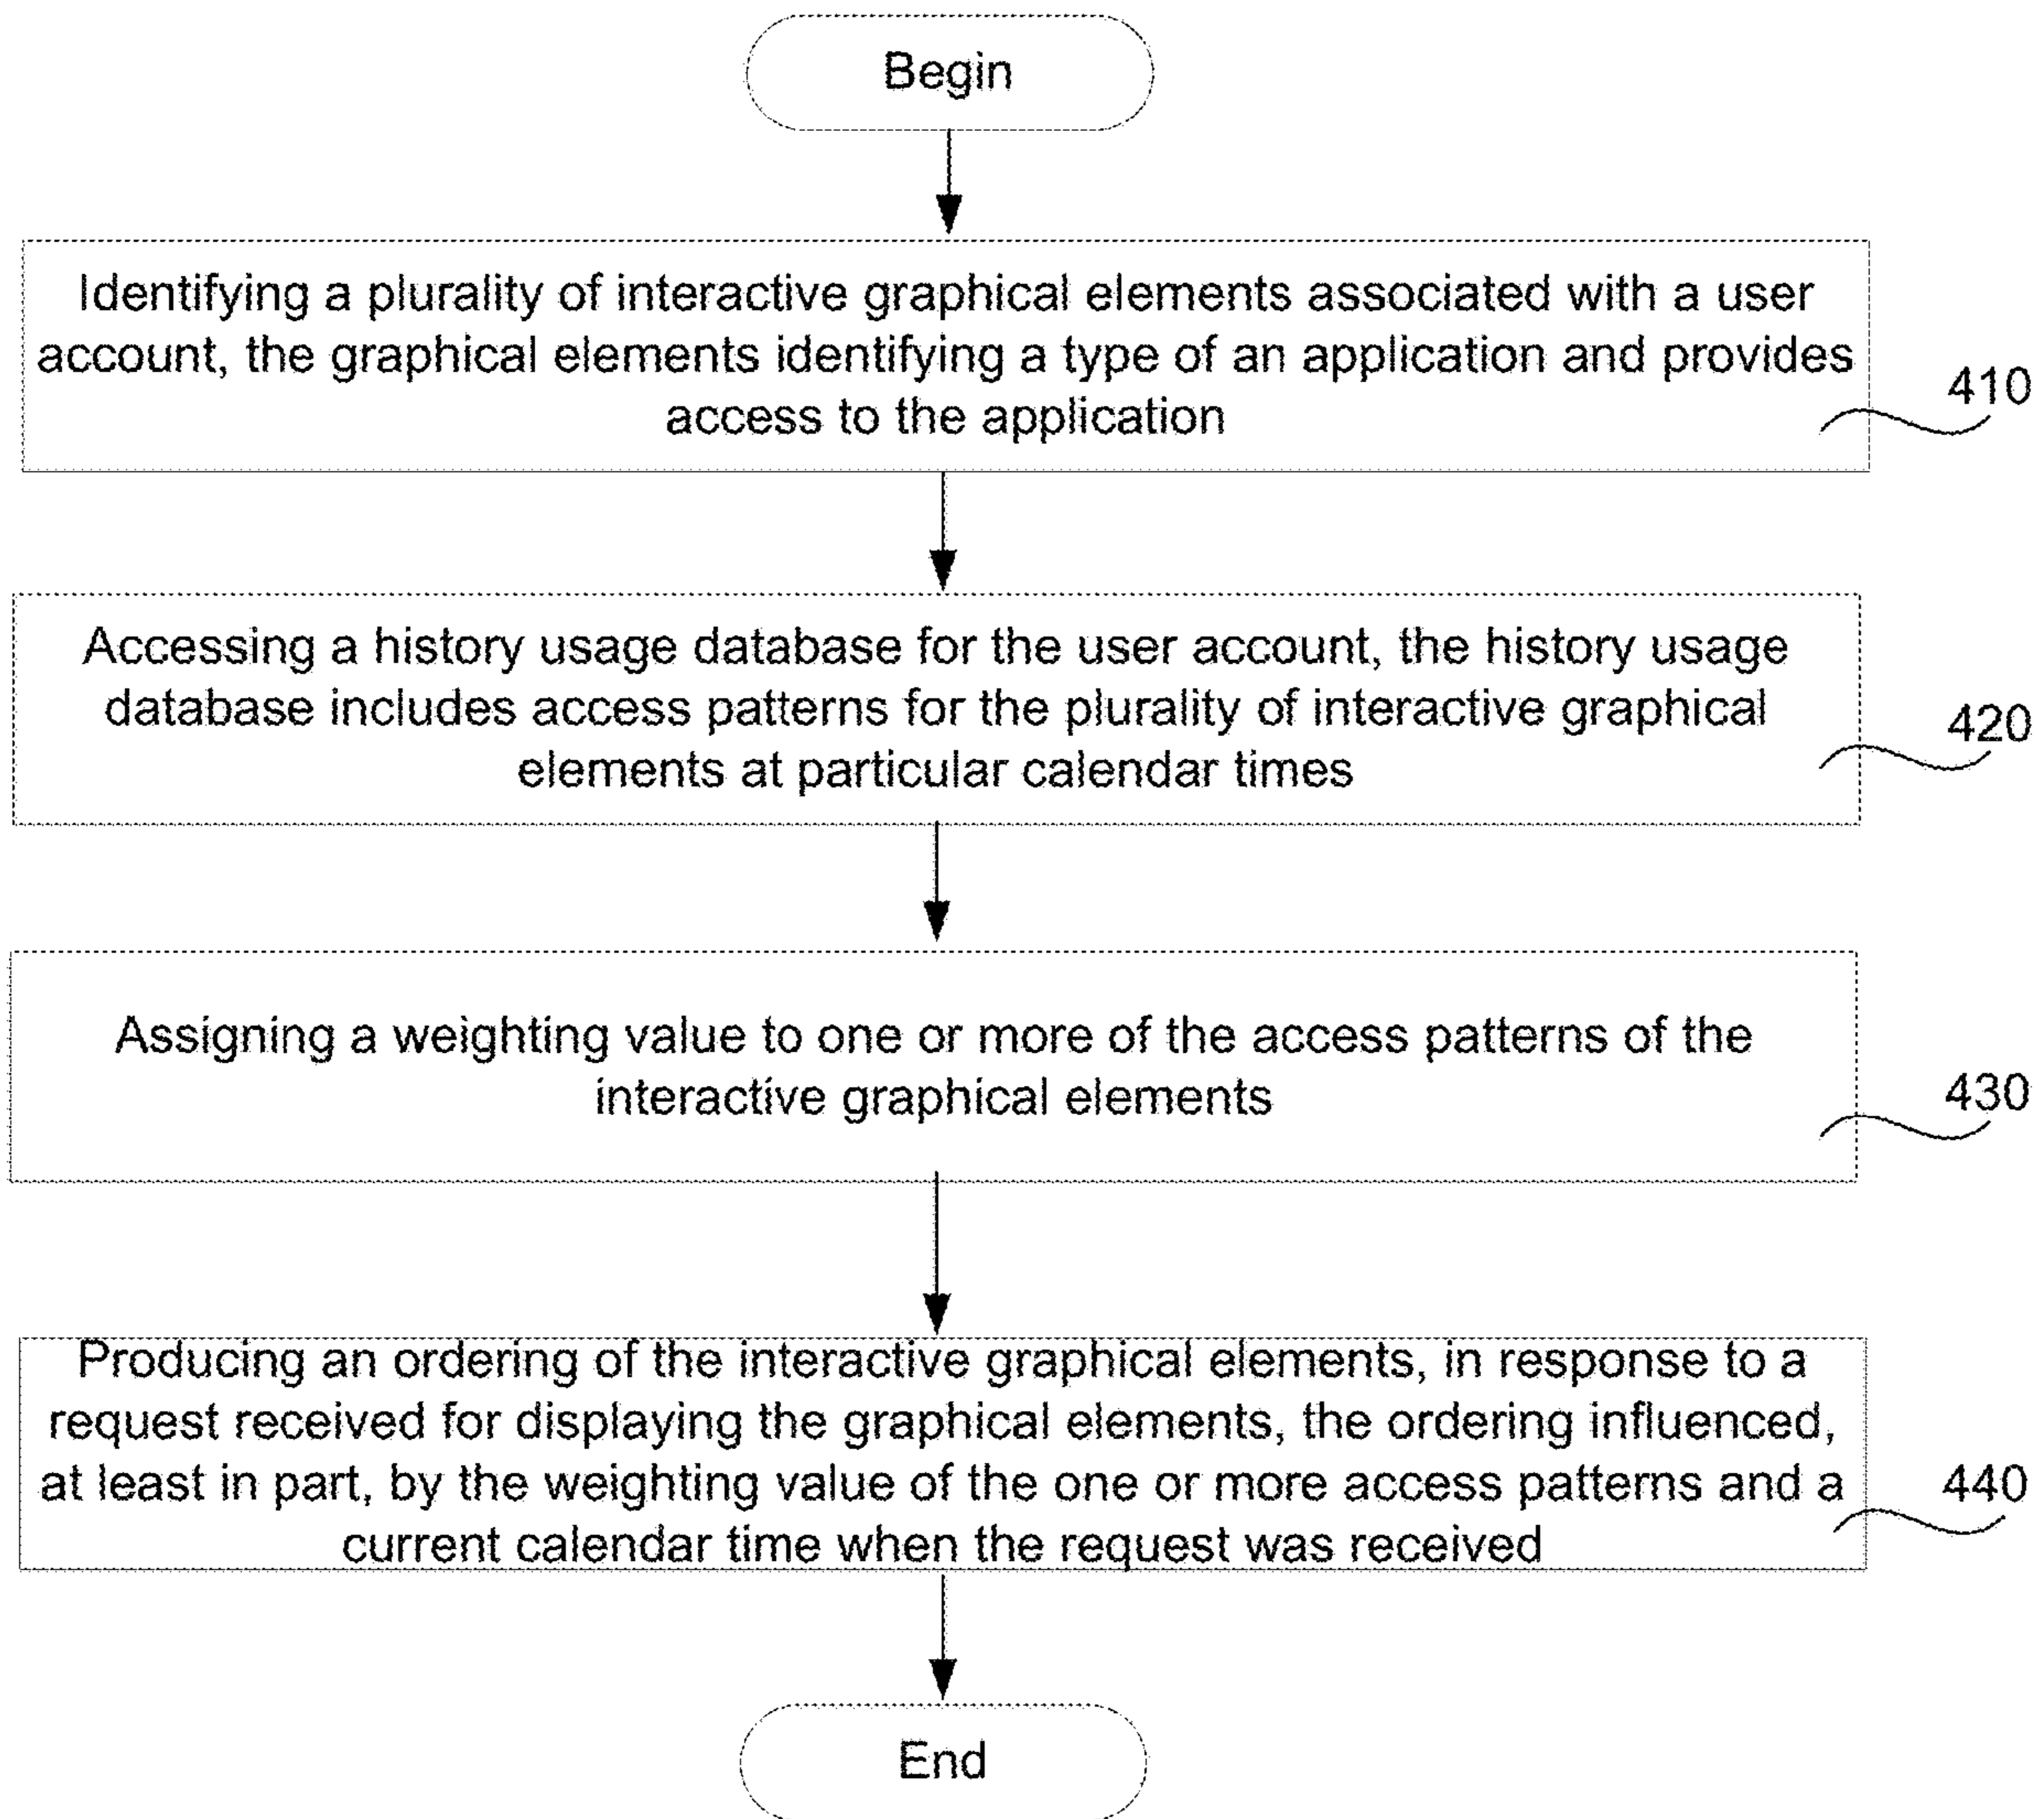 Begin
Identifying a plurality of interactive graphical elements associated with a user
account, the graphical elements identifying a type of an application and provides
access to the application
410
Accessing a history usage database for the user account, the history usage
database includes access patterns for the plurality of interactive graphical
elements at particular calendar times
420
Assigning a weighting value to one or more of the access patterns of the
interactive graphical elements
430
Producing an ordering of the interactive graphical elements, in response to a
request received for displaying the graphical elements, the ordering influenced,
at least in part, by the weighting value of the one or more access patterns and a
current calendar time when the request was received
440
End